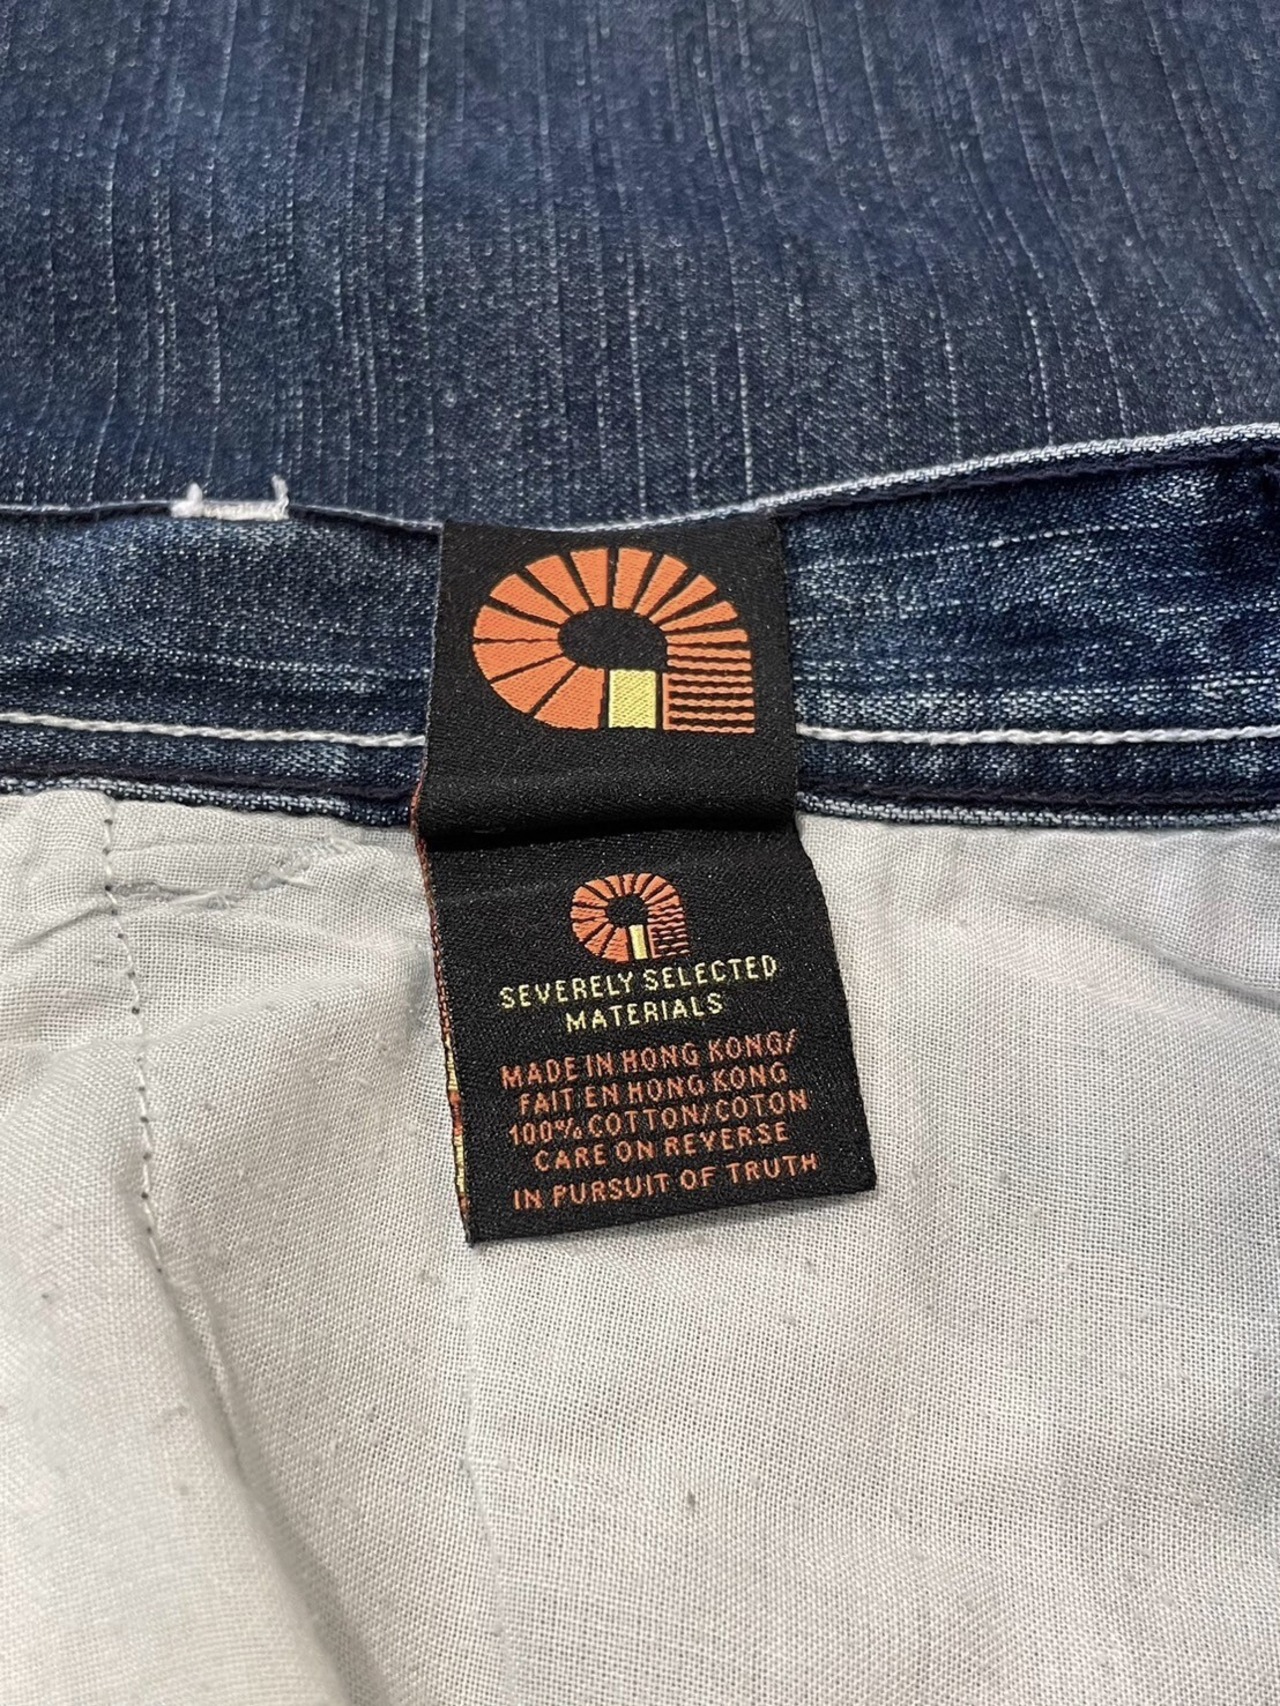 SEVERELY SELECTED
MATERIALS
MADE IN HONG KONG/
FAIT EN HONG KONG
100% COTTON/COTON
CARE ON REVERSE
IN PURSUIT OF TRUTH